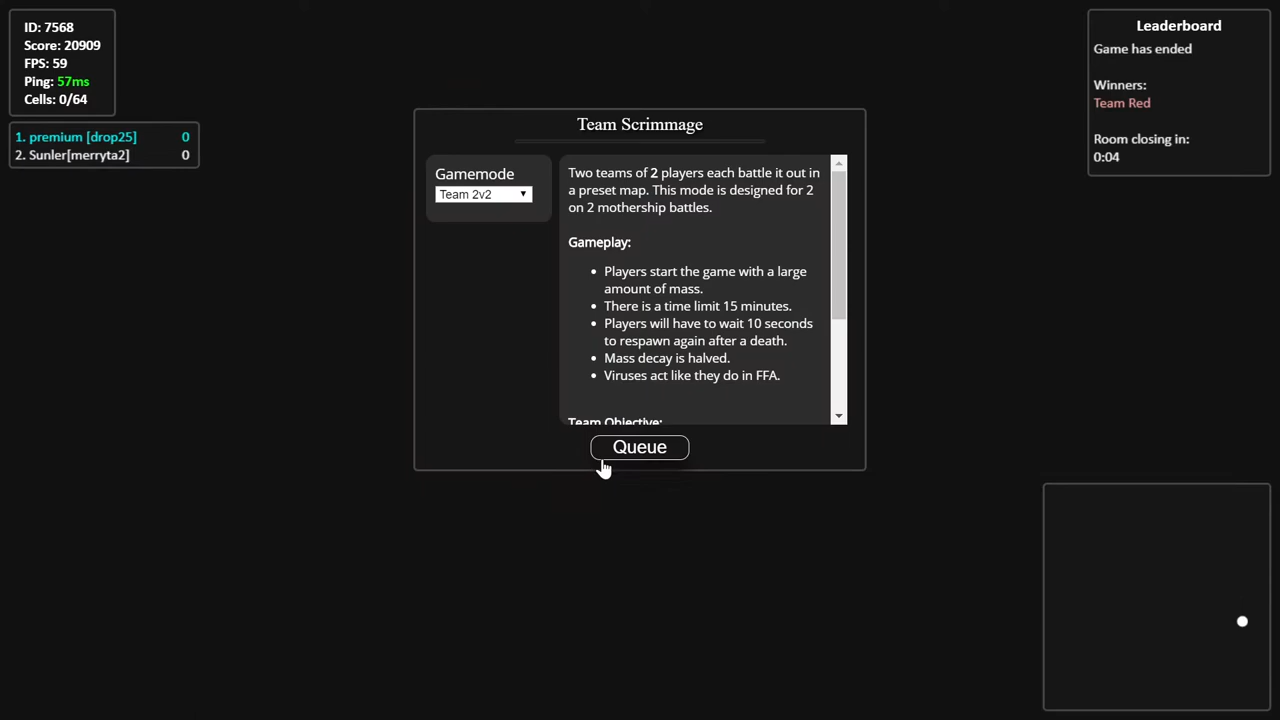 ID: 7568
Score: 20909
FPS: 59
Ping: 57ms
Cells: 0/64
1. premium [drop25] 0
2. Sunler[merryta2] 0
Team Scrimmage
Gamemode
Team 2v2
Two teams of 2 players each battle it out in
a preset map. This mode is designed for 2
on 2 mothership battles.
Gameplay:
• Players start the game with a large
amount of mass.
• There is a time limit 15 minutes.
• Players will have to wait 10 seconds
to respawn again after a death.
• Mass decay is halved.
• Viruses act like they do in FFA.
Team Objective:
Queue
Leaderboard
Game has ended
Winners:
Team Red
Room closing in:
0:04